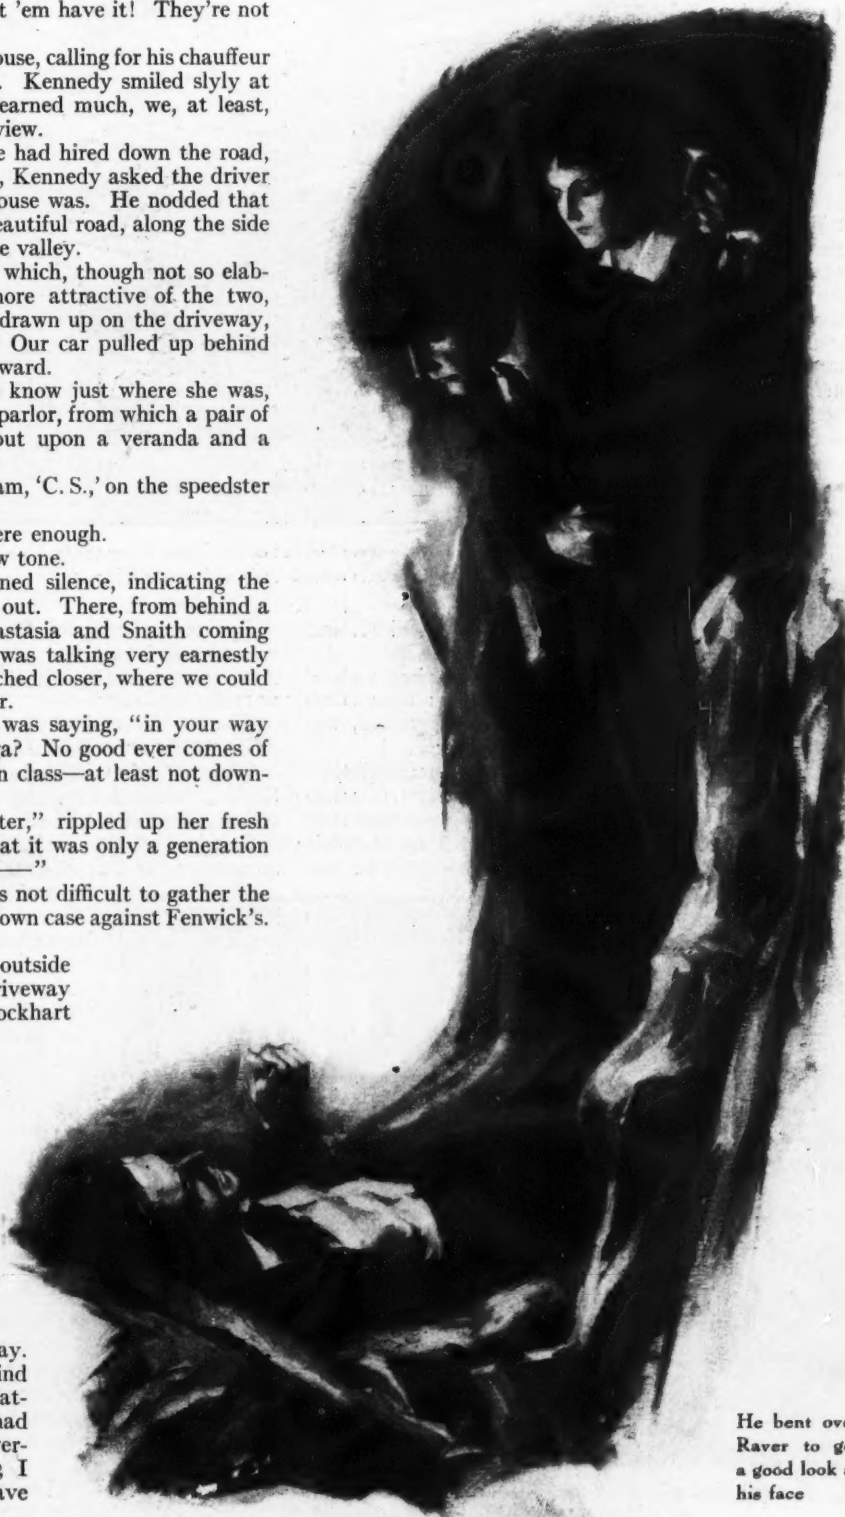 t 'em have it! They're not
ouse, calling for his chauffeur
. Kennedy smiled slyly at
earned much, we, at least,
view.
e had hired down the road,
, Kennedy asked the driver
ouse was. He nodded that
eautiful road, along the side
e valley.
which, though not so elab-
nore attractive of the two,
drawn up on the driveway,
Our car pulled up behind
ward.
know just where she was,
parlor, from which a pair of
out upon a veranda and a
am, 'C. S.,' on the speedster
ere enough.
w tone.
ned silence, indicating the
out. There, from behind a
astasia and Snaith coming
was talking very earnestly
ched closer, where we could
r.
was saying, "in your way
a? No good ever comes of
n class—at least not down-
ter," rippled up her fresh
at it was only a generation
——"
s not difficult to gather the
own case against Fenwick's.
outside
riveway
ockhart
ay.
ind
at-
had
er-
g I
ave
He bent ov
Raver to g
a good look
his face